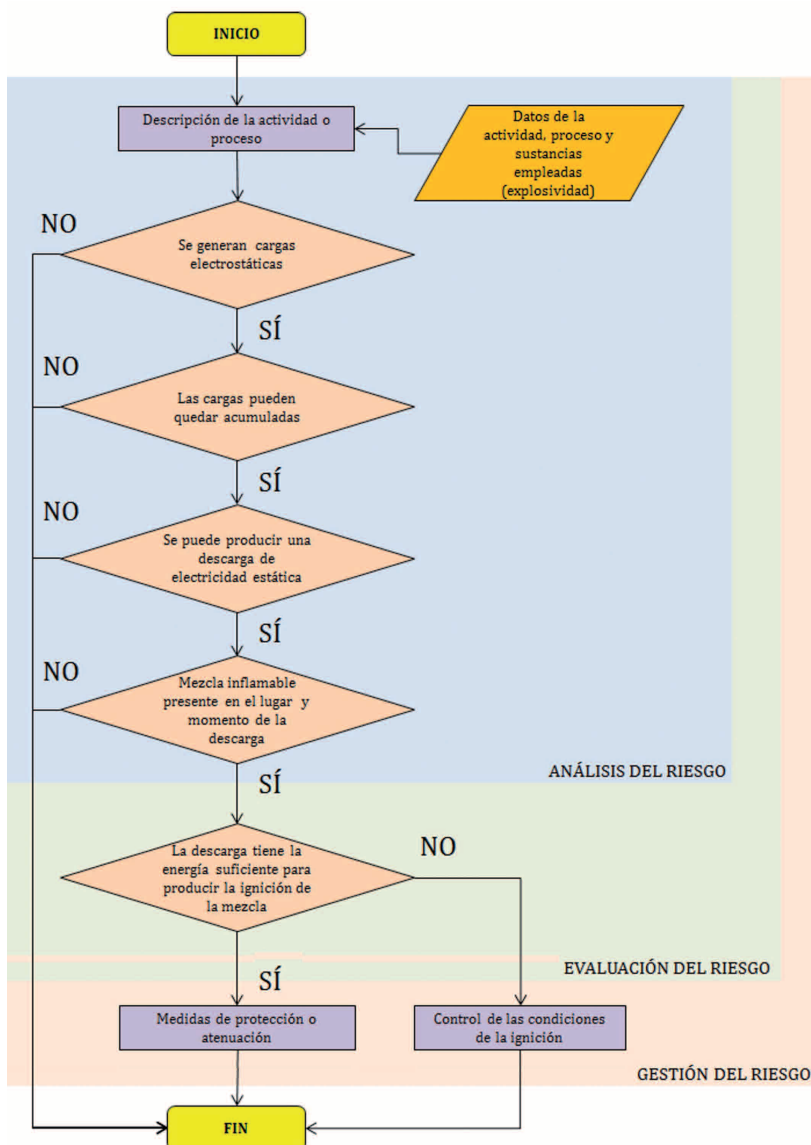 INICIO
Descripción de la actividad o
proceso
Datos de la
actividad, proceso y
sustancias
empleadas
(explosividad)
NO
Se generan cargas
electrostáticas
SÍ
NO
Las cargas pueden
quedar acumuladas
SÍ
NO
Se puede producir una
descarga de
electricidad estática
SÍ
NO
Mezcla inflamable
presente en el lugar y
momento de la
descarga
ANÁLISIS DEL RIESGO
SÍ
La descarga tiene la
energía suficiente para
producir la ignición de
la mezcla
NO
EVALUACIÓN DEL RIESGO
SÍ
Medidas de protección o
atenuación
Control de las condiciones
de la ignición
GESTIÓN DEL RIESGO
FIN